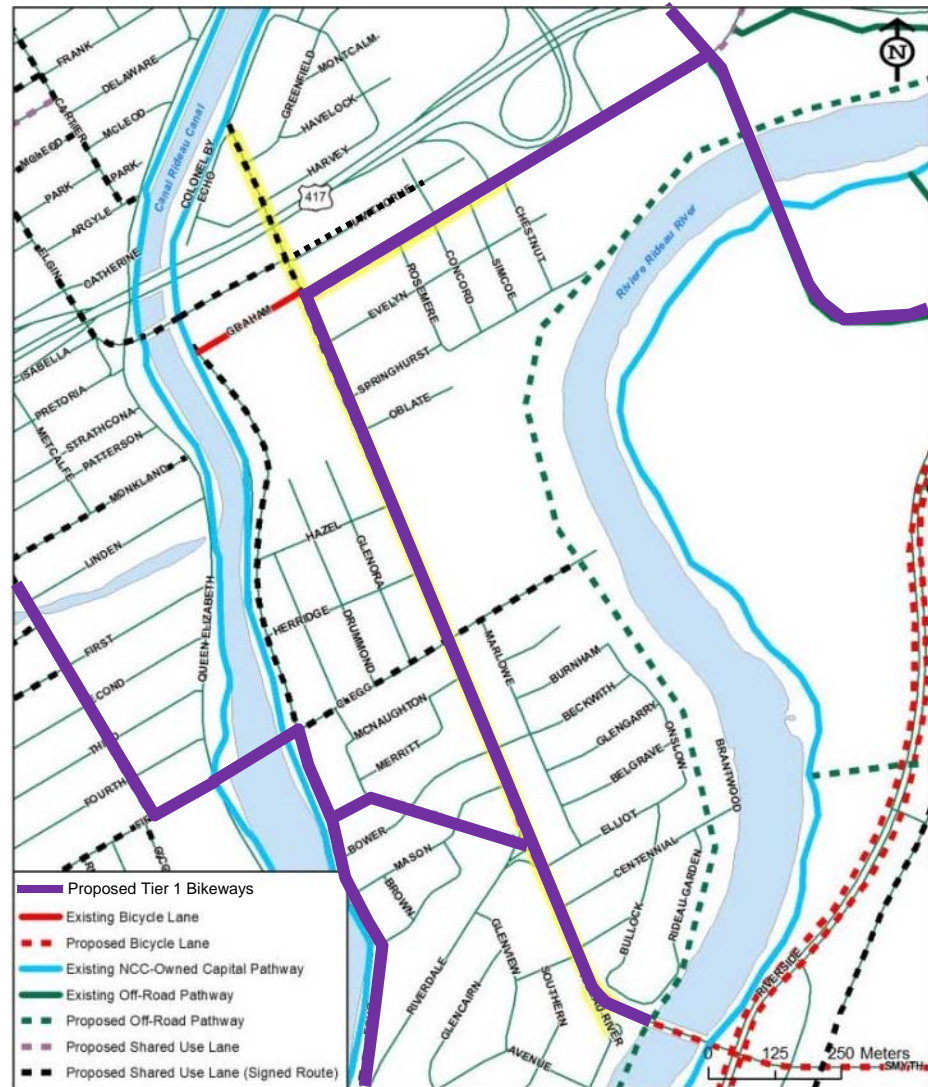 FRANK
DELAWARE
CARTIER
MCLEOD
MCLEOD
PARK
PARK
ARGYLE
CATHERINE
ELGIN
Canal Rideau Canal
COLONEL BY
ECHO
GREENFIELD
MONTCALM
HAVELOCK
HARVEY
417
N
Riviere Rideau River
CHESTNUT
SIMCOE
CONCORD
ROSEMERE
EVELYN
SPRINGHURST
OBLATE
GRAHAM
ISABELLA
PRETORIA
STRATHCONA
METCALFE
PATTERSON
MONKLAND
LINDEN
QUEEN ELIZABETH
FIRST
THIRD
FOURTH
HAZEL
GLENORA
HERRIDGE
DRUMMOND
CLEGG
MCNAUGHTON
MERRITT
MARLOWE
BURNHAM
BECKWITH
GLENGARRY
BELGRAVE
ONSLOW
BRANTWOOD
ELLIOT
CENTENNIAL
BOWER
MASON
BROWN
BULLOCK
RIDEAU GARDEN
RIVERDALE
GLENVIEW
GLENCAIRN
SOUTHERN
RIVER
AVENUE
RIVERSIDE
SMYTH
0 125 250 Meters
Proposed Tier 1 Bikeways
Existing Bicycle Lane
Proposed Bicycle Lane
Existing NCC-Owned Capital Pathway
Existing Off-Road Pathway
Proposed Off-Road Pathway
Proposed Shared Use Lane
Proposed Shared Use Lane (Signed Route)